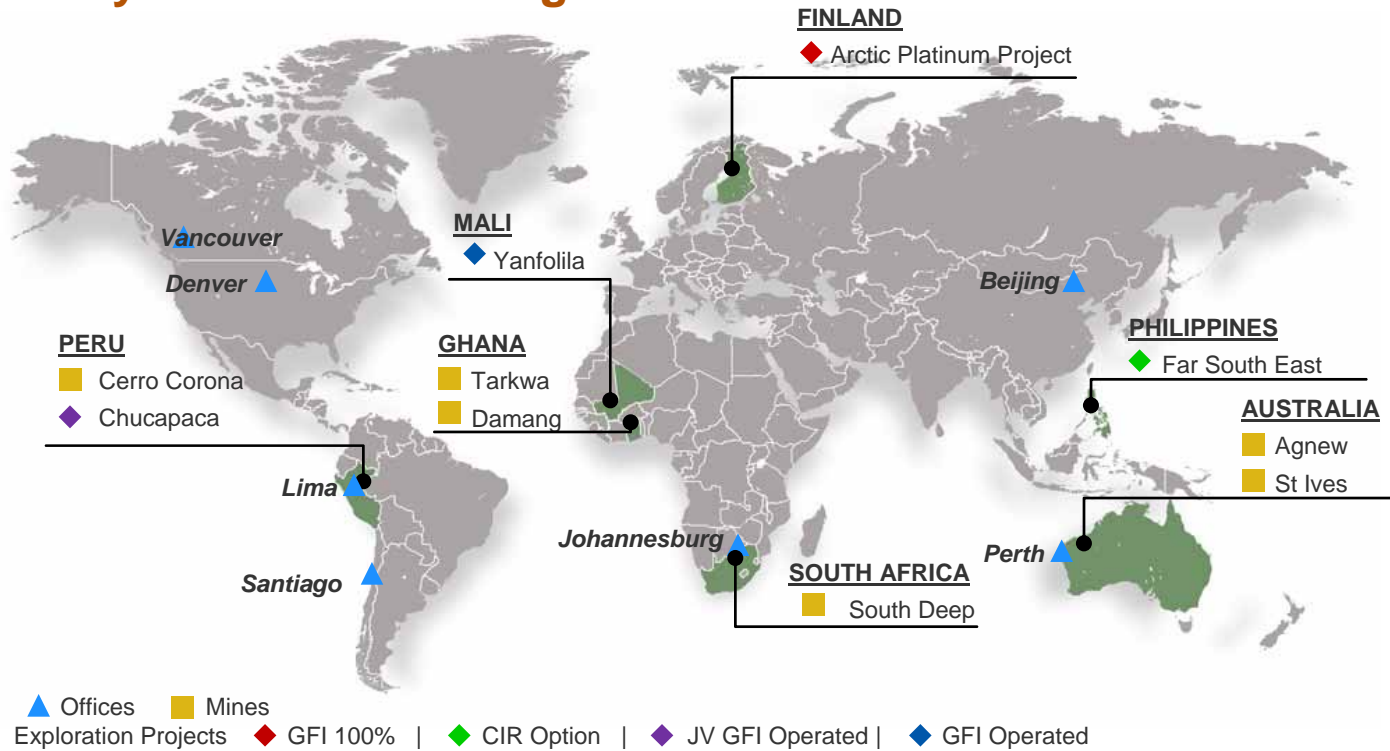 FINLAND
Arctic Platinum Project
MALI
Yanfolila
Vancouver
Denver
Beijing
PERU
Cerro Corona
Chucapaca
GHANA
Tarkwa
Damang
PHILIPPINES
Far South East
AUSTRALIA
Agnew
St Ives
Lima
Johannesburg
Perth
Santiago
SOUTH AFRICA
South Deep
Offices Mines
Exploration Projects GFI 100% | CIR Option | JV GFI Operated | GFI Operated